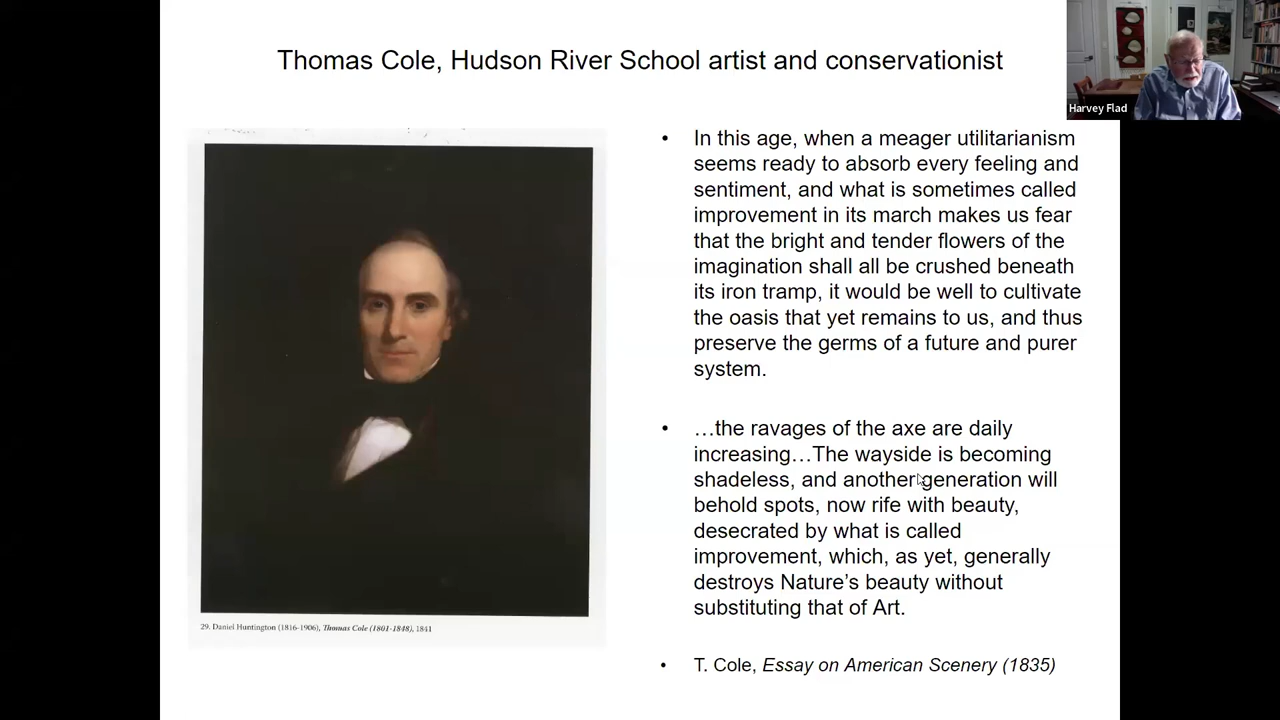 Thomas Cole, Hudson River School artist and conservationist
Harvey Flad
• In this age, when a meager utilitarianism
seems ready to absorb every feeling and
sentiment, and what is sometimes called
improvement in its march makes us fear
that the bright and tender flowers of the
imagination shall all be crushed beneath
its iron tramp, it would be well to cultivate
the oasis that yet remains to us, and thus
preserve the germs of a future and purer
system.
• …the ravages of the axe are daily
increasing…The wayside is becoming
shadeless, and another generation will
behold spots, now rife with beauty,
desecrated by what is called
improvement, which, as yet, generally
destroys Nature’s beauty without
substituting that of Art.
• T. Cole, Essay on American Scenery (1835)
29. Daniel Huntington (1816-1906), Thomas Cole (1801-1848), 1841